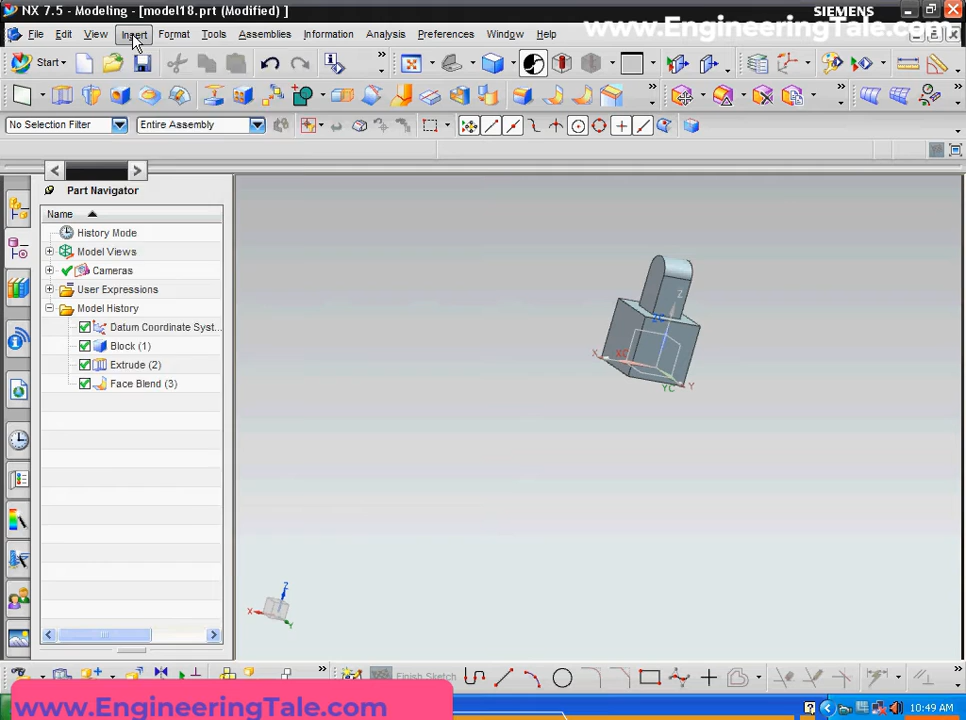 NX 7.5 - Modeling - [model18.prt (Modified) ]
SIEMENS
www.EngineeringTale.com
File Edit View Insert Format Tools Assemblies Information Analysis Preferences Window Help
Start
No Selection Filter
Entire Assembly
Part Navigator
Name
History Mode
Model Views
Cameras
User Expressions
Model History
Datum Coordinate Syst...
Block (1)
Extrude (2)
Face Blend (3)
Z
ZC
X XC
YC Y
Z
X
Y
Finish Sketch
www.EngineeringTale.com
10:49 AM